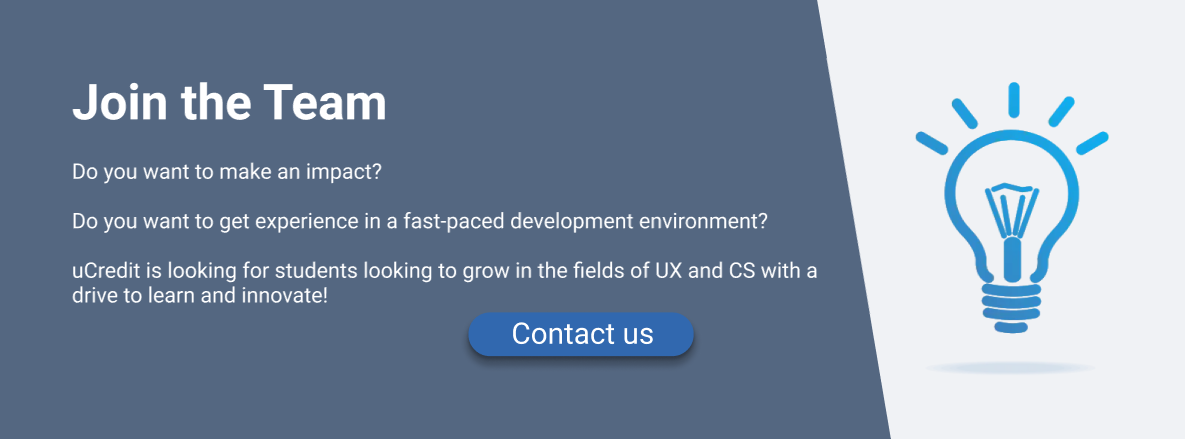 Join the Team
Do you want to make an impact?
Do you want to get experience in a fast-paced development environment?
uCredit is looking for students looking to grow in the fields of UX and CS with a
drive to learn and innovate!
Contact us